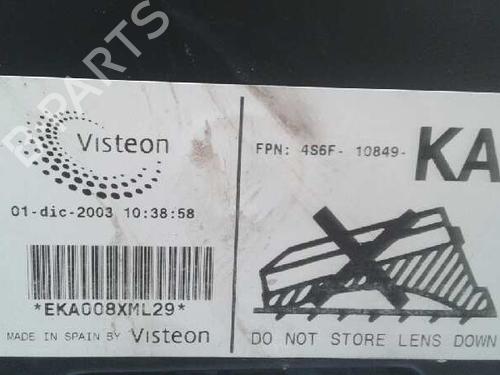 B-PARTS
Visteon
01-dic-2003 10:38:58
*EKA008XML29*
MADE IN SPAIN BY Visteon
FPN: 4S6F- 10849- KA
DO NOT STORE LENS DOWN